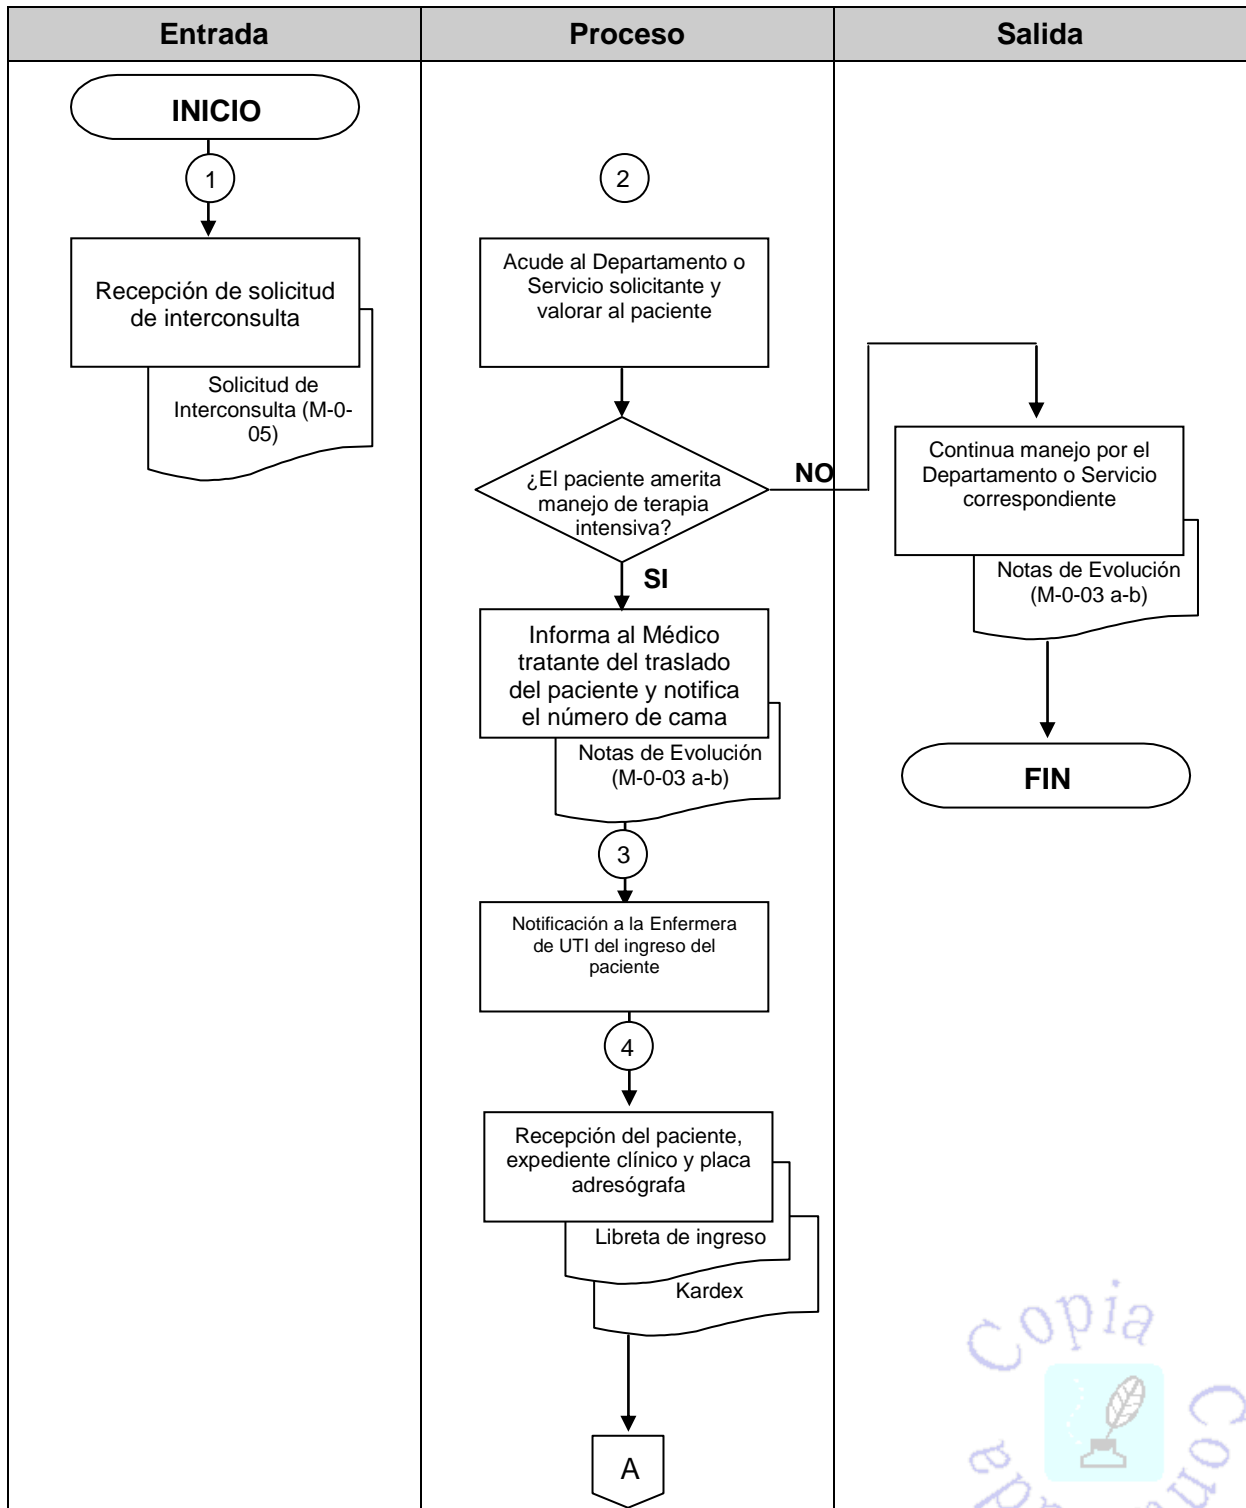 Entrada
Proceso
Salida
INICIO
1
Recepción de solicitud
de interconsulta
Solicitud de
Interconsulta (M-0-
05)
2
Acude al Departamento o
Servicio solicitante y
valorar al paciente
¿El paciente amerita
manejo de terapia
intensiva?
NO
SI
Informa al Médico
tratante del traslado
del paciente y notifica
el número de cama
Notas de Evolución
(M-0-03 a-b)
3
Notificación a la Enfermera
de UTI del ingreso del
paciente
4
Recepción del paciente,
expediente clínico y placa
adresógrafa
Libreta de ingreso
Kardex
A
Continua manejo por el
Departamento o Servicio
correspondiente
Notas de Evolución
(M-0-03 a-b)
FIN
Copia